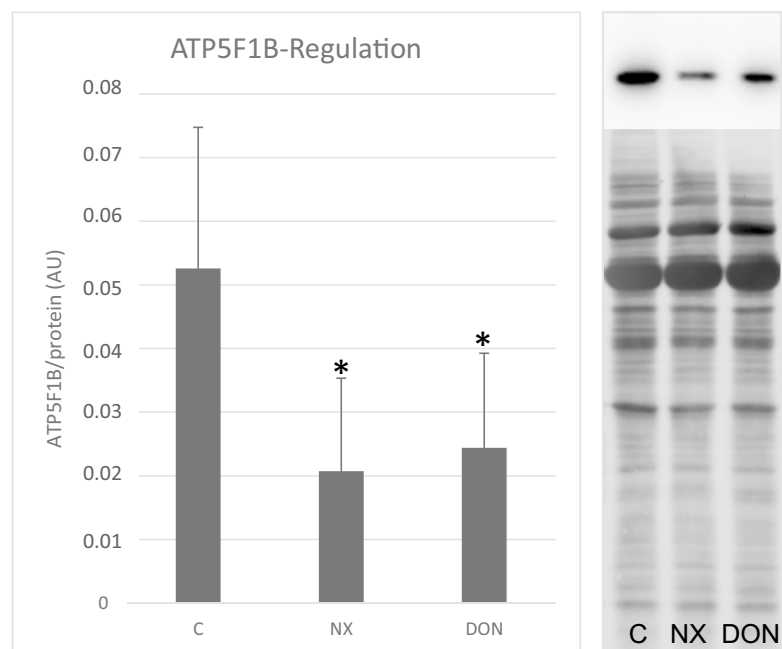 ATP5F1B-Regulation
0.08
0.07
0.06
0.05
0.04
0.03
0.02
0.01
0
ATP5F1B/protein (AU)
*
*
C NX DON
C NX DON